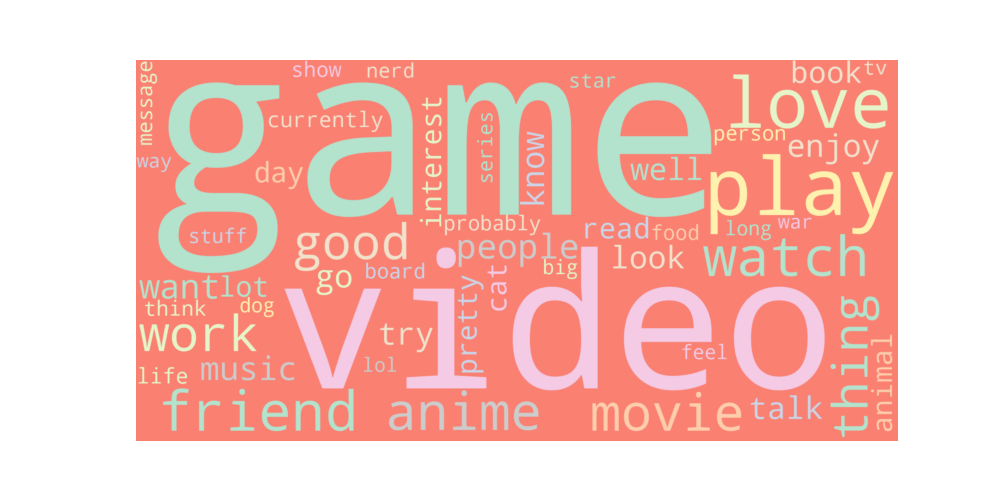 message
show
nerd
star
book
tv
game
love
currently
person
enjoy
way
day
interest
series
know
well
play
stuff
good
probably
read
food
long
war
people
look
watch
go
board
big
want
lot
cat
video
think
dog
work
try
pretty
thing
feel
life
music
lol
animal
friend
anime
movie
talk